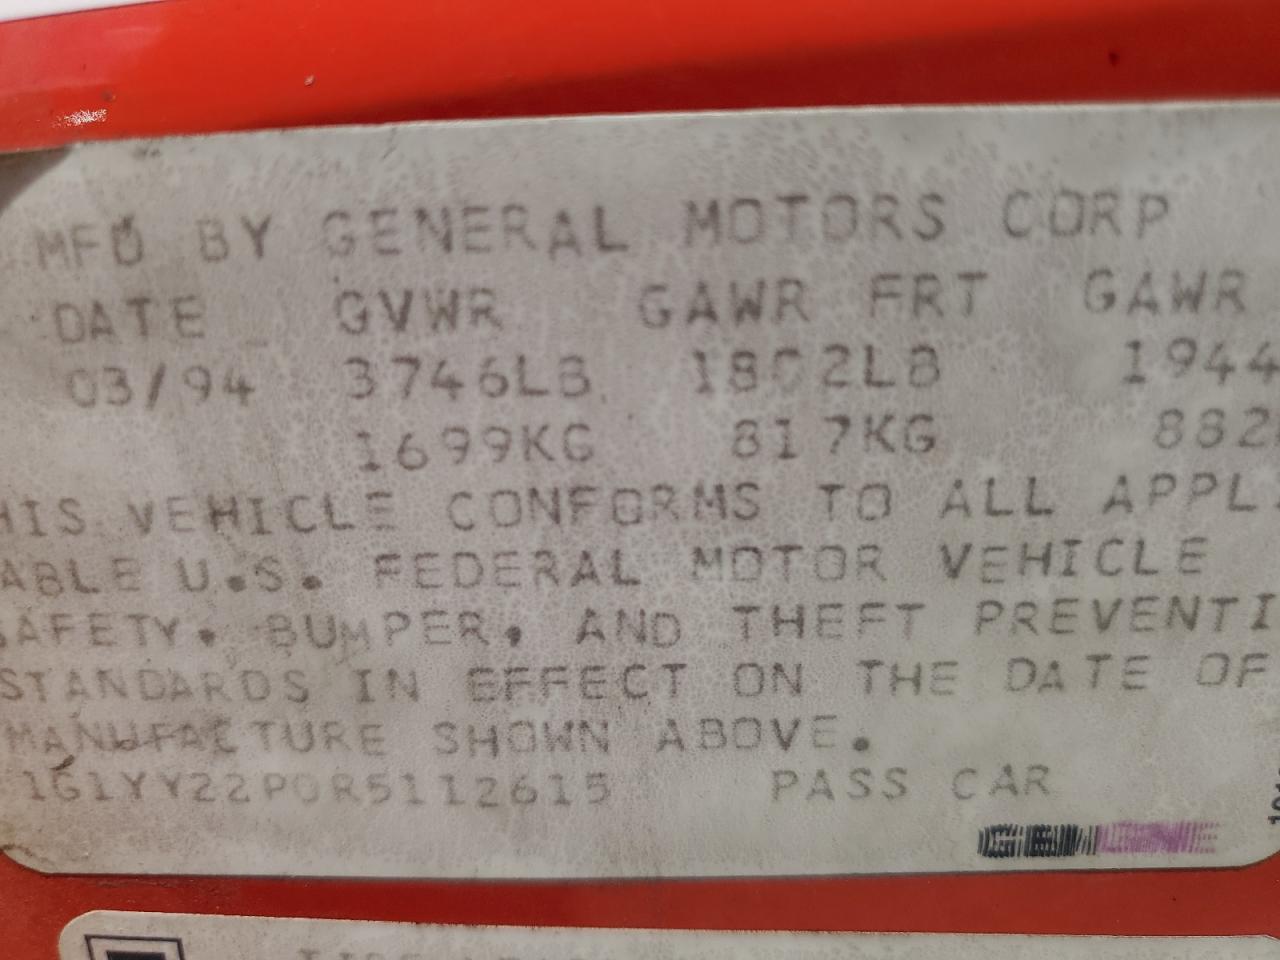 MFD BY GENERAL MOTORS CORP
DATE GVWR GAWR FRT GAWR
03/94 3746LB 1802LB 1944
1699KG 817KG 882
HIS VEHICLE CONFORMS TO ALL APPL
ABLE U.S. FEDERAL MOTOR VEHICLE
SAFETY, BUMPER, AND THEFT PREVENTI
STANDARDS IN EFFECT ON THE DATE OF
MANUFACTURE SHOWN ABOVE.
1G1YY22P0R5112615 PASS CAR